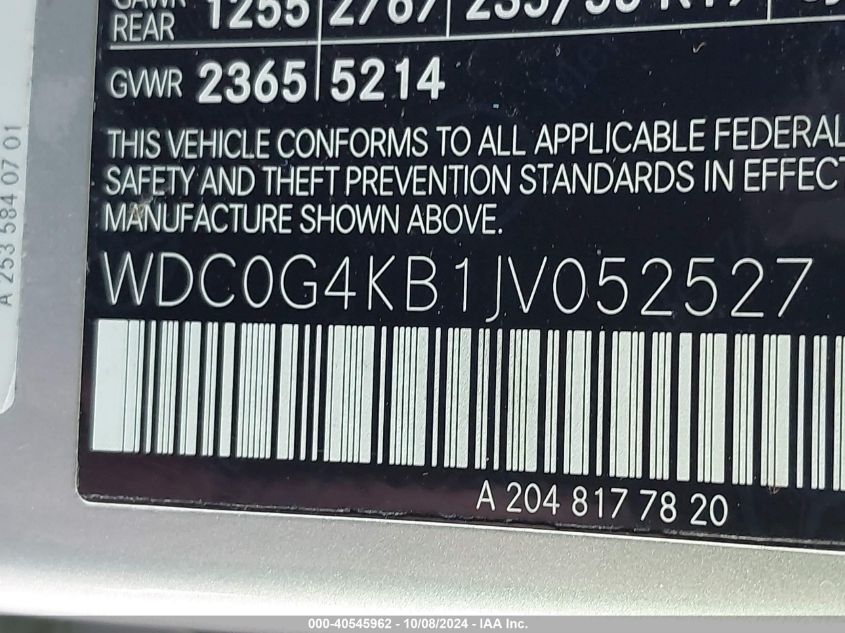 REAR 1255 2767
GVWR 2365 5214
THIS VEHICLE CONFORMS TO ALL APPLICABLE FEDERAL
SAFETY AND THEFT PREVENTION STANDARDS IN EFFECT
MANUFACTURE SHOWN ABOVE.
WDC0G4KB1JV052527
A 204 817 78 20
A 253 584 07 01
000-40545962 - 10/08/2024 - IAA Inc.